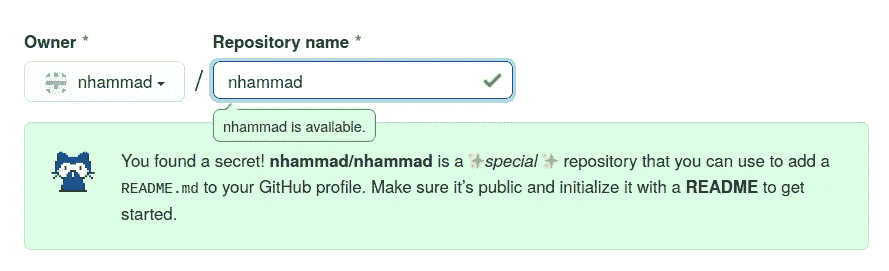 Owner * Repository name *
nhammad / nhammad
nhammad is available.
You found a secret! nhammad/nhammad is a ✨special ✨ repository that you can use to add a
README.md to your GitHub profile. Make sure it’s public and initialize it with a README to get
started.